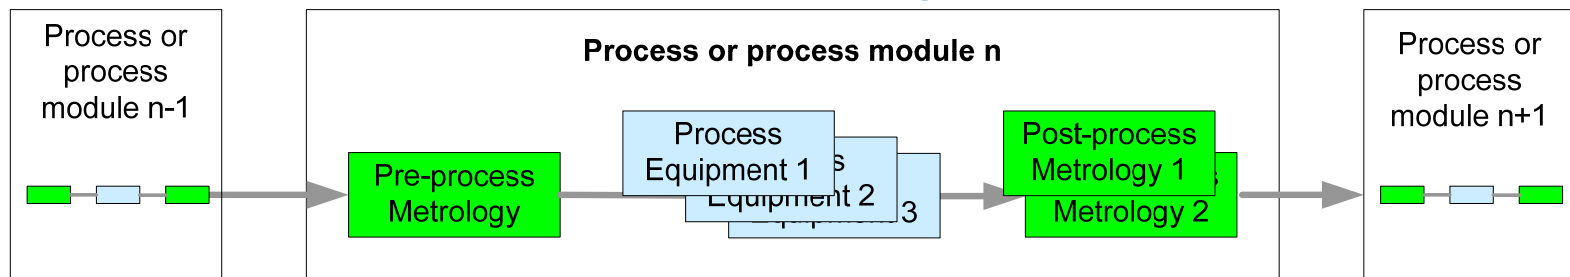 Process or
process
module n-1
Process or process module n
Process or
process
module n+1
Pre-process
Metrology
Process
Equipment 1
Equipment 2
3
Post-process
Metrology 1
Metrology 2